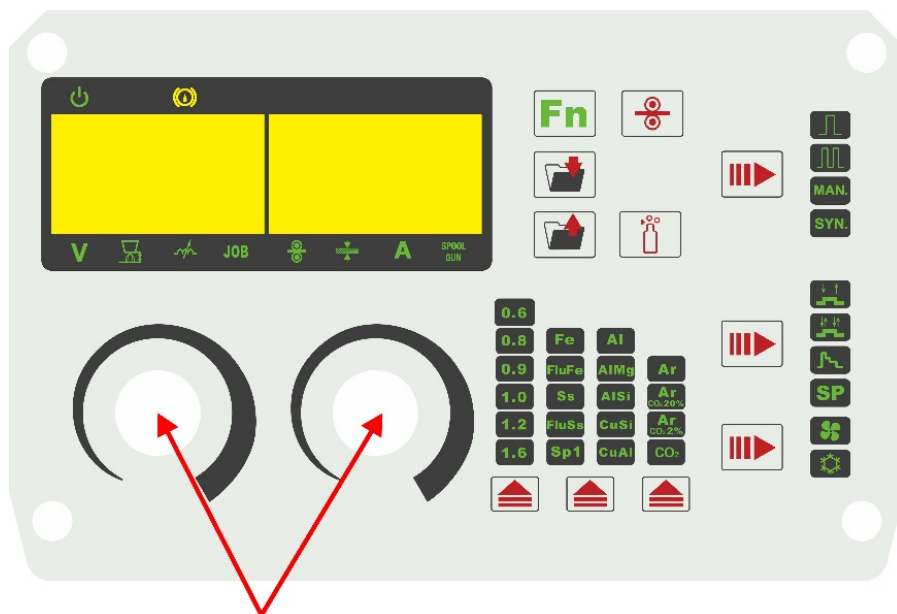 Fn
MAN.
SYN.
V JOB A SPOOL
GUN
0.6
0.8 Fe Al
0.9 FluFe AlMg Ar
1.0 Ss AlSi Ar
CO₂ 20%
1.2 FluSs CuSi Ar
CO₂ 2%
1.6 Sp1 CuAl CO₂
SP